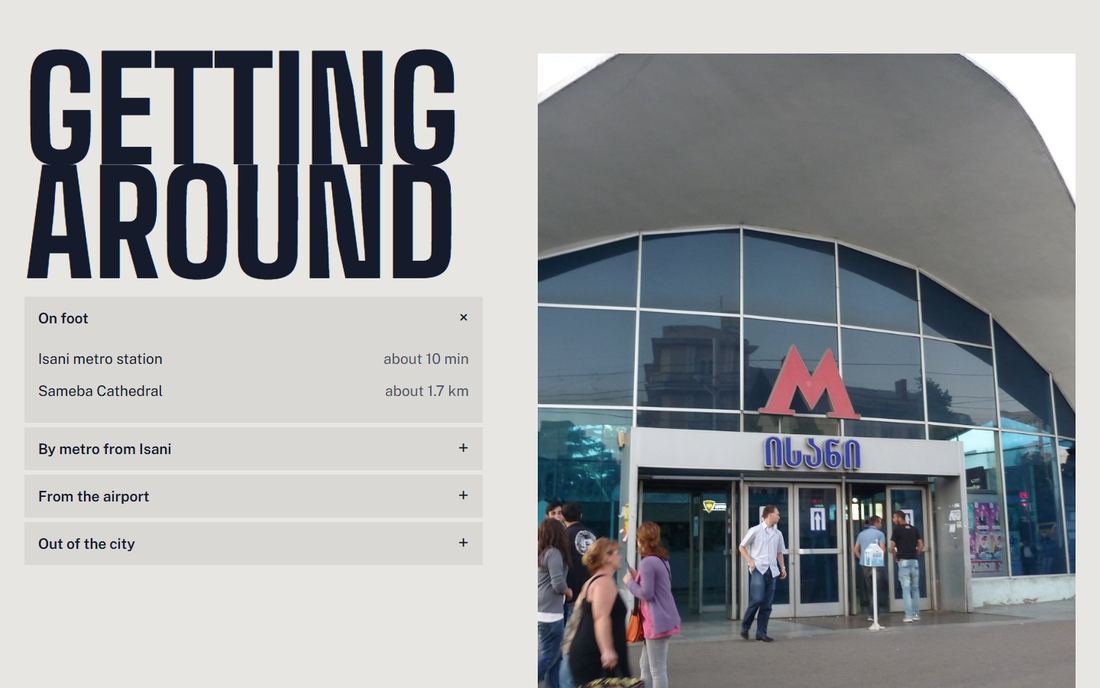 GETTING
AROUND
On foot ×
Isani metro station about 10 min
Sameba Cathedral about 1.7 km
By metro from Isani +
From the airport +
Out of the city +
M
ისანი